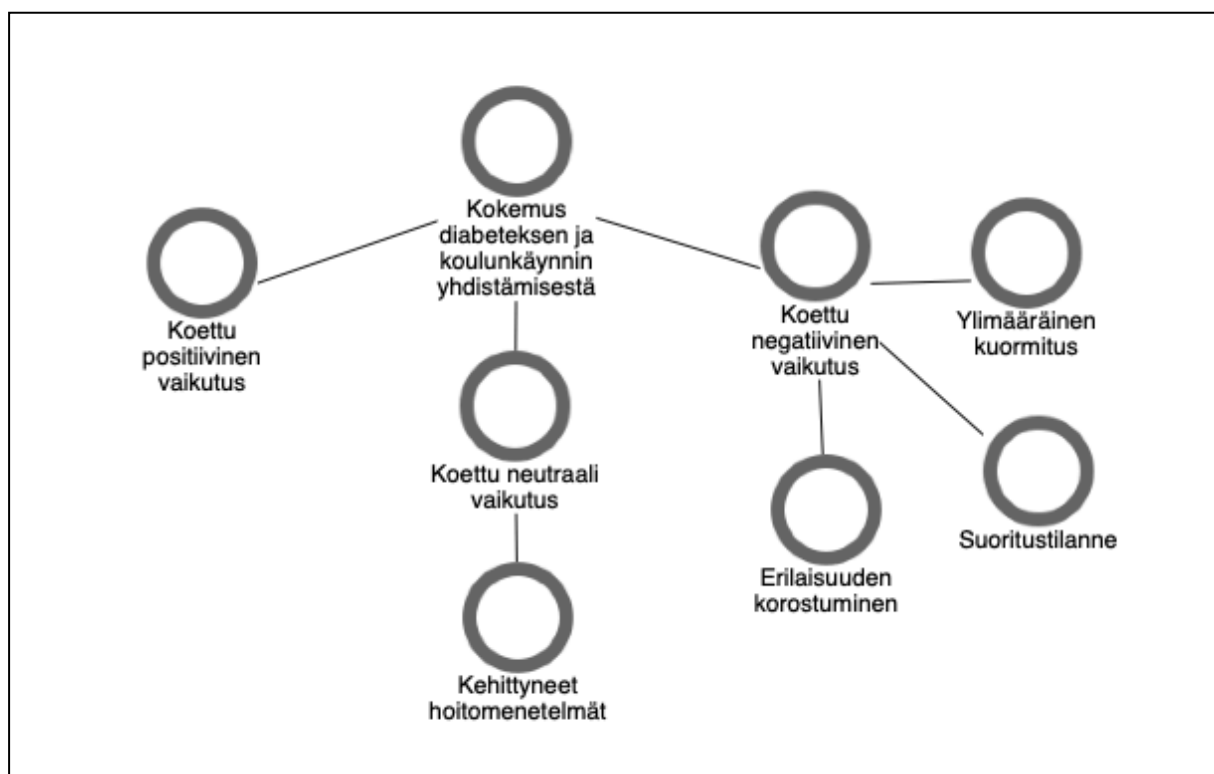 Kokemus
diabeteksen ja
koulunkäynnin
yhdistämisestä
Koettu
positiivinen
vaikutus
Koettu
negatiivinen
vaikutus
Ylimääräinen
kuormitus
Koettu neutraali
vaikutus
Suoritustilanne
Erilaisuuden
korostuminen
Kehittyneet
hoitomenetelmät